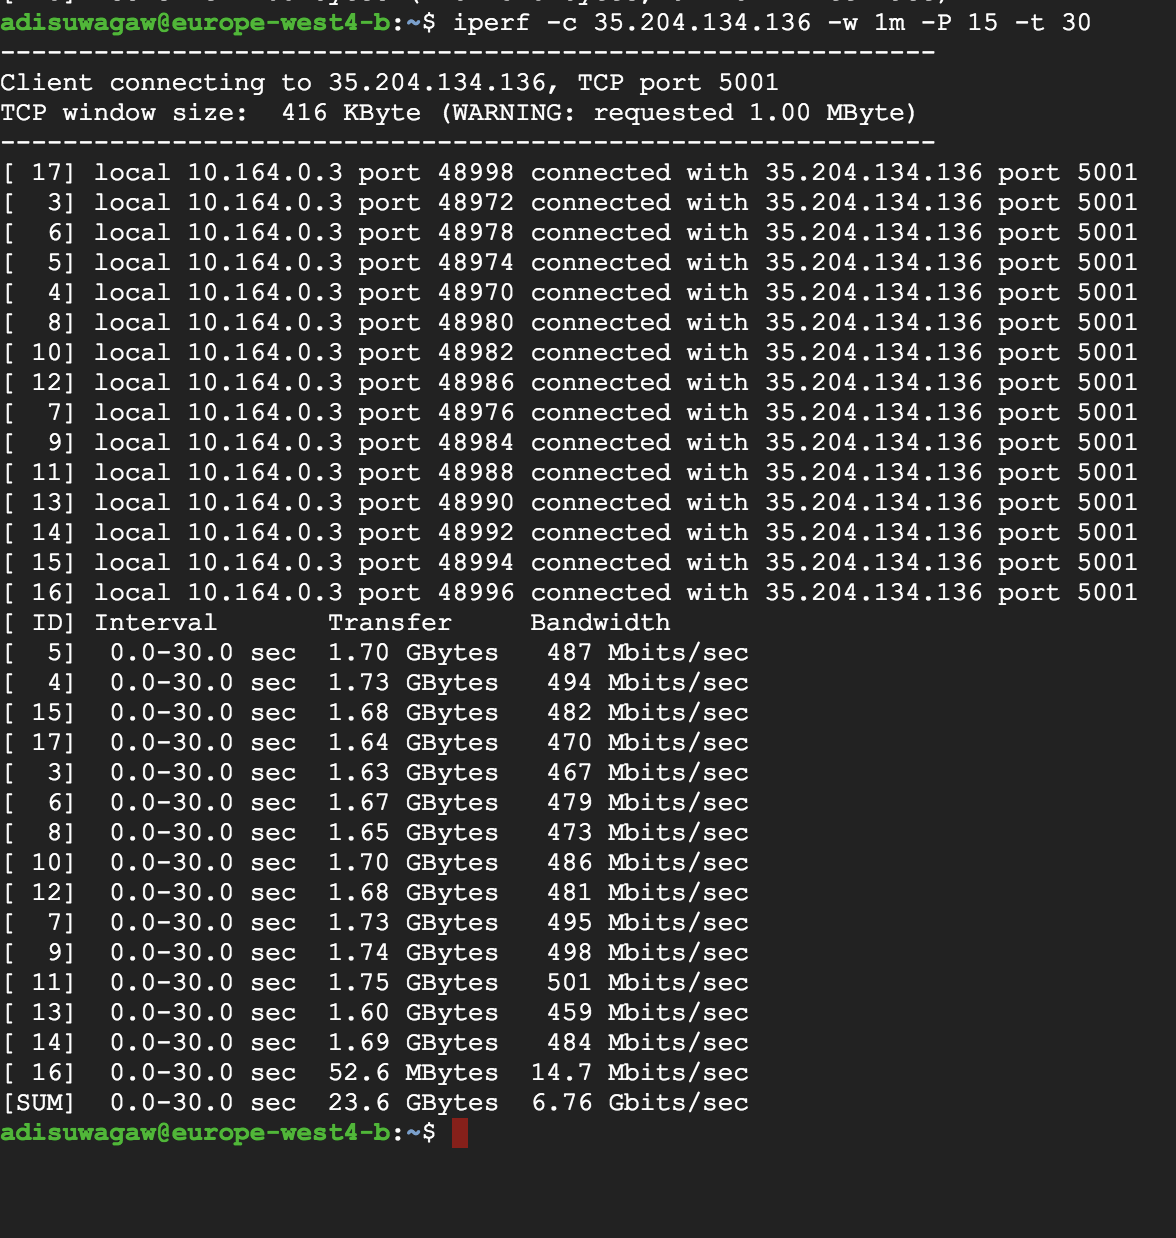 adisuwagaw@europe-west4-b:~$ iperf -c 35.204.134.136 -w 1m -P 15 -t 30
------------------------------------------------------------
Client connecting to 35.204.134.136, TCP port 5001
TCP window size:  416 KByte (WARNING: requested 1.00 MByte)
------------------------------------------------------------
[ 17] local 10.164.0.3 port 48998 connected with 35.204.134.136 port 5001
[  3] local 10.164.0.3 port 48972 connected with 35.204.134.136 port 5001
[  6] local 10.164.0.3 port 48978 connected with 35.204.134.136 port 5001
[  5] local 10.164.0.3 port 48974 connected with 35.204.134.136 port 5001
[  4] local 10.164.0.3 port 48970 connected with 35.204.134.136 port 5001
[  8] local 10.164.0.3 port 48980 connected with 35.204.134.136 port 5001
[ 10] local 10.164.0.3 port 48982 connected with 35.204.134.136 port 5001
[ 12] local 10.164.0.3 port 48986 connected with 35.204.134.136 port 5001
[  7] local 10.164.0.3 port 48976 connected with 35.204.134.136 port 5001
[  9] local 10.164.0.3 port 48984 connected with 35.204.134.136 port 5001
[ 11] local 10.164.0.3 port 48988 connected with 35.204.134.136 port 5001
[ 13] local 10.164.0.3 port 48990 connected with 35.204.134.136 port 5001
[ 14] local 10.164.0.3 port 48992 connected with 35.204.134.136 port 5001
[ 15] local 10.164.0.3 port 48994 connected with 35.204.134.136 port 5001
[ 16] local 10.164.0.3 port 48996 connected with 35.204.134.136 port 5001
[ ID] Interval       Transfer     Bandwidth
[  5]  0.0-30.0 sec  1.70 GBytes   487 Mbits/sec
[  4]  0.0-30.0 sec  1.73 GBytes   494 Mbits/sec
[ 15]  0.0-30.0 sec  1.68 GBytes   482 Mbits/sec
[ 17]  0.0-30.0 sec  1.64 GBytes   470 Mbits/sec
[  3]  0.0-30.0 sec  1.63 GBytes   467 Mbits/sec
[  6]  0.0-30.0 sec  1.67 GBytes   479 Mbits/sec
[  8]  0.0-30.0 sec  1.65 GBytes   473 Mbits/sec
[ 10]  0.0-30.0 sec  1.70 GBytes   486 Mbits/sec
[ 12]  0.0-30.0 sec  1.68 GBytes   481 Mbits/sec
[  7]  0.0-30.0 sec  1.73 GBytes   495 Mbits/sec
[  9]  0.0-30.0 sec  1.74 GBytes   498 Mbits/sec
[ 11]  0.0-30.0 sec  1.75 GBytes   501 Mbits/sec
[ 13]  0.0-30.0 sec  1.60 GBytes   459 Mbits/sec
[ 14]  0.0-30.0 sec  1.69 GBytes   484 Mbits/sec
[ 16]  0.0-30.0 sec  52.6 MBytes  14.7 Mbits/sec
[SUM]  0.0-30.0 sec  23.6 GBytes  6.76 Gbits/sec
adisuwagaw@europe-west4-b:~$